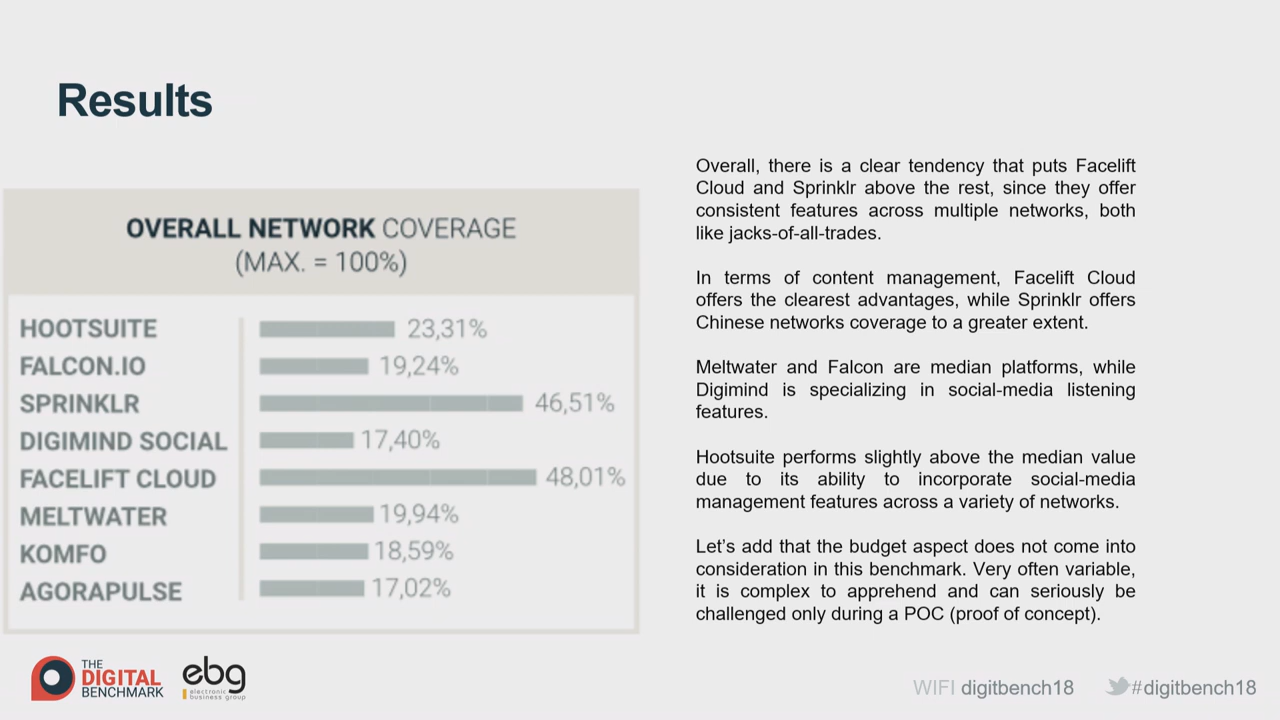 Results
OVERALL NETWORK COVERAGE
(MAX. = 100%)
HOOTSUITE 23,31%
FALCON.IO 19,24%
SPRINKLR 46,51%
DIGIMIND SOCIAL 17,40%
FACELIFT CLOUD 48,01%
MELTWATER 19,94%
KOMFO 18,59%
AGORAPULSE 17,02%
Overall, there is a clear tendency that puts Facelift
Cloud and Sprinklr above the rest, since they offer
consistent features across multiple networks, both
like jacks-of-all-trades.
In terms of content management, Facelift Cloud
offers the clearest advantages, while Sprinklr offers
Chinese networks coverage to a greater extent.
Meltwater and Falcon are median platforms, while
Digimind is specializing in social-media listening
features.
Hootsuite performs slightly above the median value
due to its ability to incorporate social-media
management features across a variety of networks.
Let’s add that the budget aspect does not come into
consideration in this benchmark. Very often variable,
it is complex to apprehend and can seriously be
challenged only during a POC (proof of concept).
THE
DIGITAL
BENCHMARK
ebg
electronic
business group
WIFI digitbench18
#digitbench18